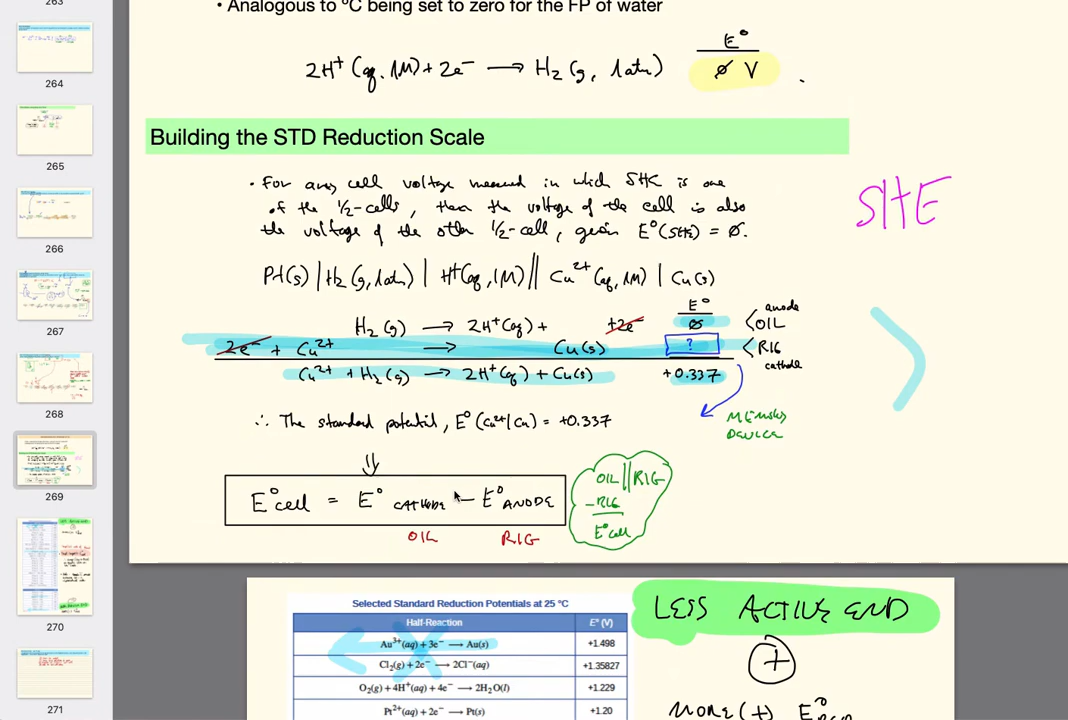 263
• Analogous to °C being set to zero for the FP of water
264
E°
2H⁺ (aq, 1M) + 2e⁻ → H₂ (g, 1atm) ∅ V
Building the STD Reduction Scale
265
• For any cell voltage measured in which SHE is one
of the ½-cells, then the voltage of the cell is also
the voltage of the other ½-cell, given E°(SHE) = ∅.
SHE
266
Pt(s) | H₂ (g, 1atm) | H⁺(aq, 1M) || Cu²⁺ (aq, 1M) | Cu(s)
E°
anode
H₂ (g) → 2H⁺(aq) + +2e⁻ ∅ < OIL
267
2e⁻ + Cu²⁺ → Cu(s) ? < RIG
cathode
Cu²⁺ + H₂(g) → 2H⁺(aq) + Cu(s) +0.337
268
∴ The standard potential, E°(Cu²⁺/Cu) = +0.337
DEVICE
⇓
269
E°cell = E° CATHODE — E° ANODE
OIL RIG
OIL || RIG
– RIG
E°cell
270
Selected Standard Reduction Potentials at 25 °C
Half-Reaction E° (V)
Au³⁺(aq) + 3e⁻ → Au(s) +1.498
Cl₂(g) + 2e⁻ → 2Cl⁻(aq) +1.35827
O₂(g) + 4H⁺(aq) + 4e⁻ → 2H₂O(l) +1.229
Pt²⁺(aq) + 2e⁻ → Pt(s) +1.20
LESS ACTIVE END
+
MORE (+)
271